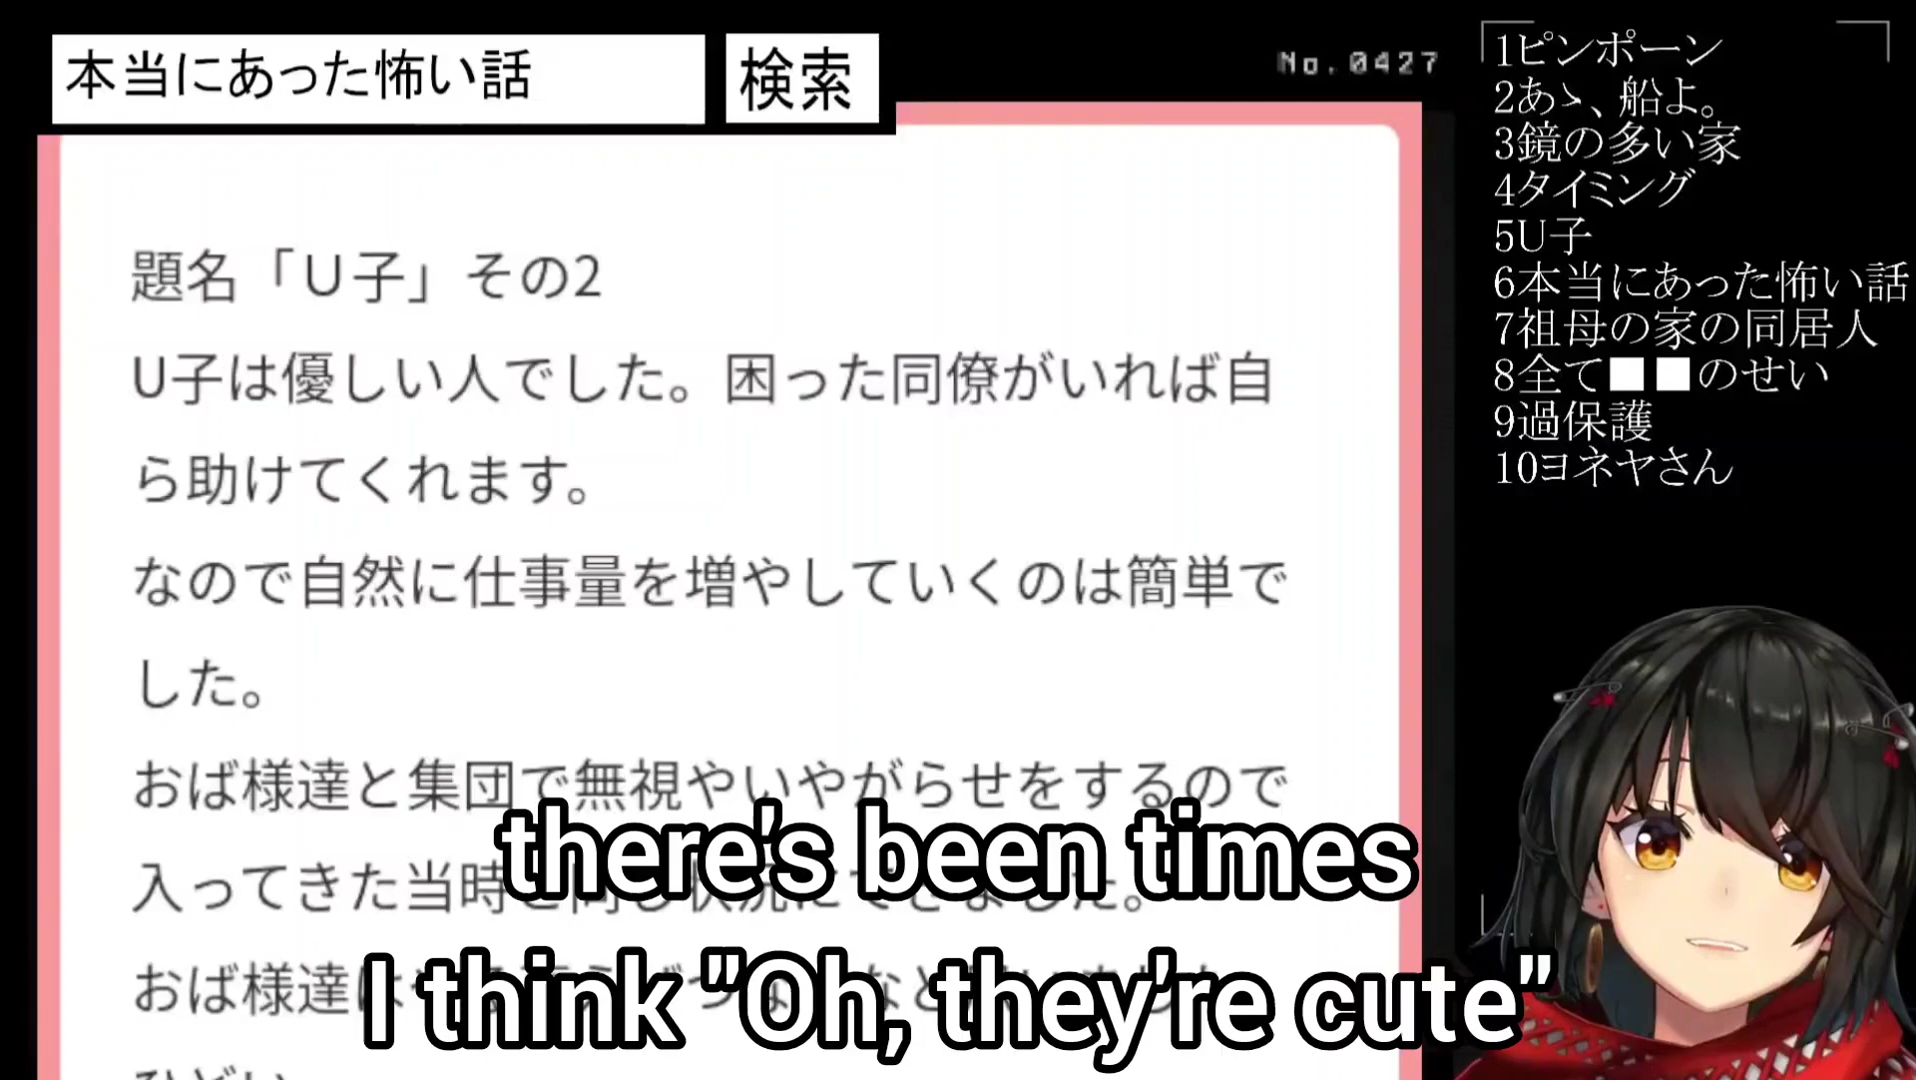 本当にあった怖い話
検索
No.0427
題名「U子」その2
U子は優しい人でした。困った同僚がいれば自
ら助けてくれます。
なので自然に仕事量を増やしていくのは簡単で
した。
おば様達と集団で無視やいやがらせをするので
入ってきた当時
おば様達は
there's been times
I think "Oh, they're cute"
1ピンポーン
2あゝ、船よ。
3鏡の多い家
4タイミング
5U子
6本当にあった怖い話
7祖母の家の同居人
8全て■■のせい
9過保護
10ヨネヤさん